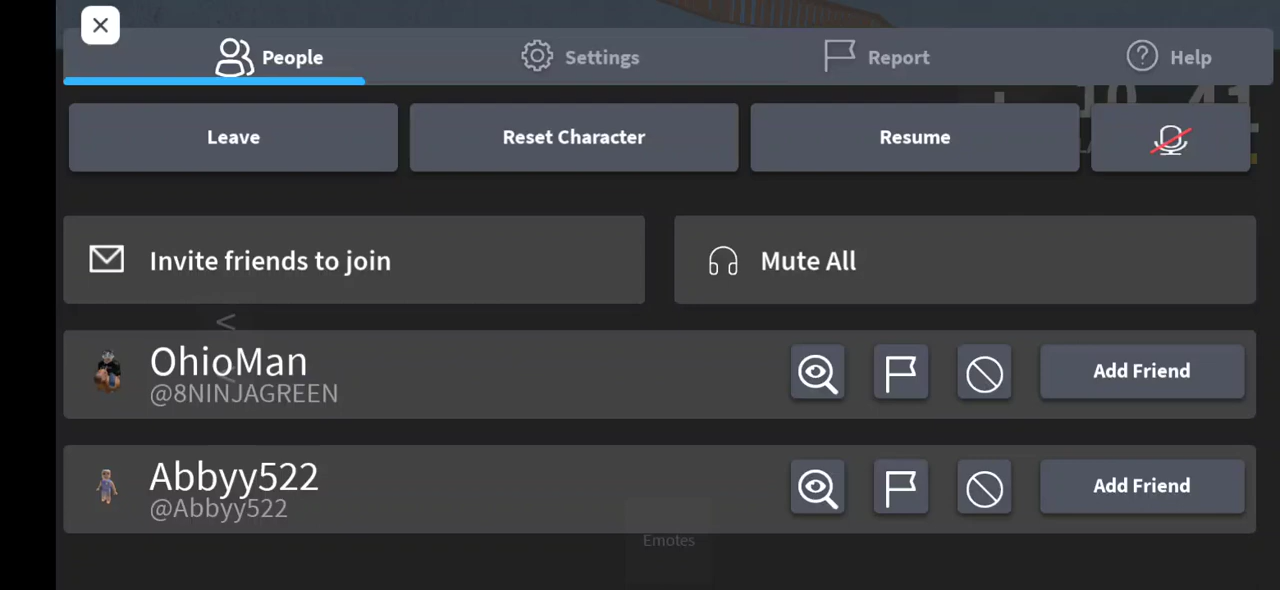 People
Settings
Report
Help
Leave
Reset Character
Resume
Invite friends to join
Mute All
OhioMan
@8NINJAGREEN
Add Friend
Abbyy522
@Abbyy522
Add Friend
Emotes